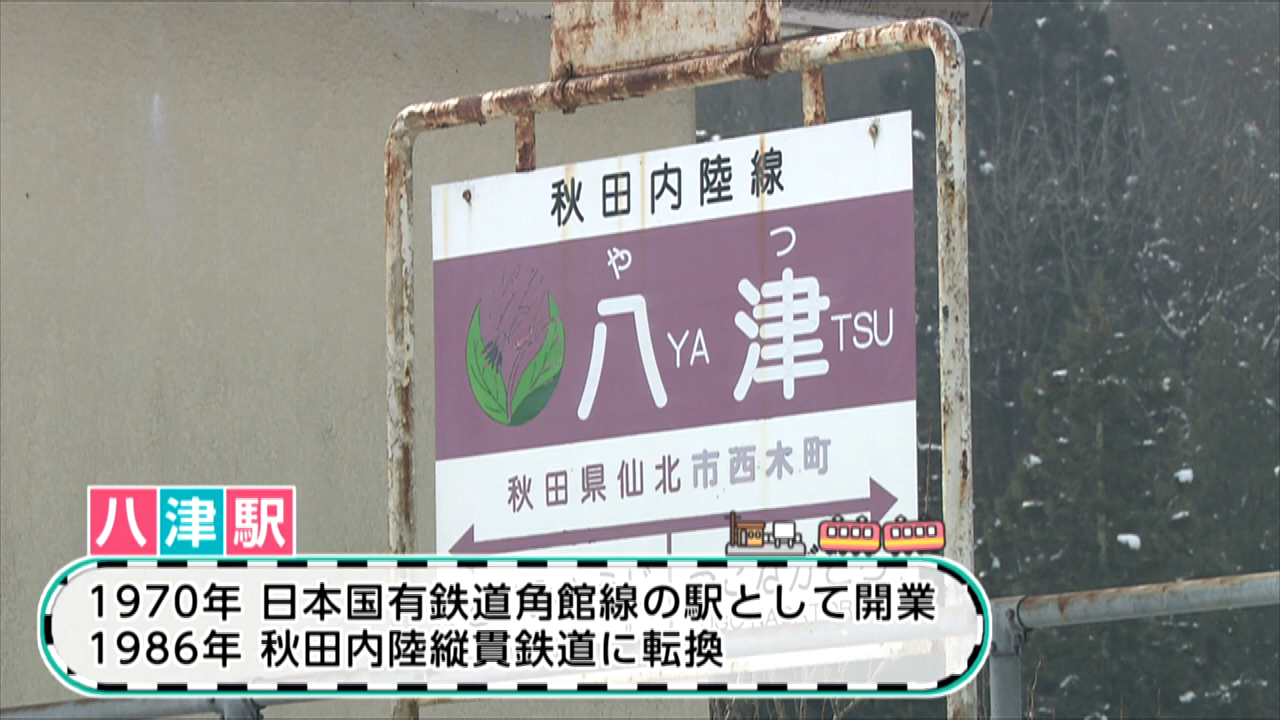 秋田内陸線
や つ
八 YA 津 TSU
秋田県仙北市西木町
八津駅
1970年 日本国有鉄道角館線の駅として開業
1986年 秋田内陸縦貫鉄道に転換